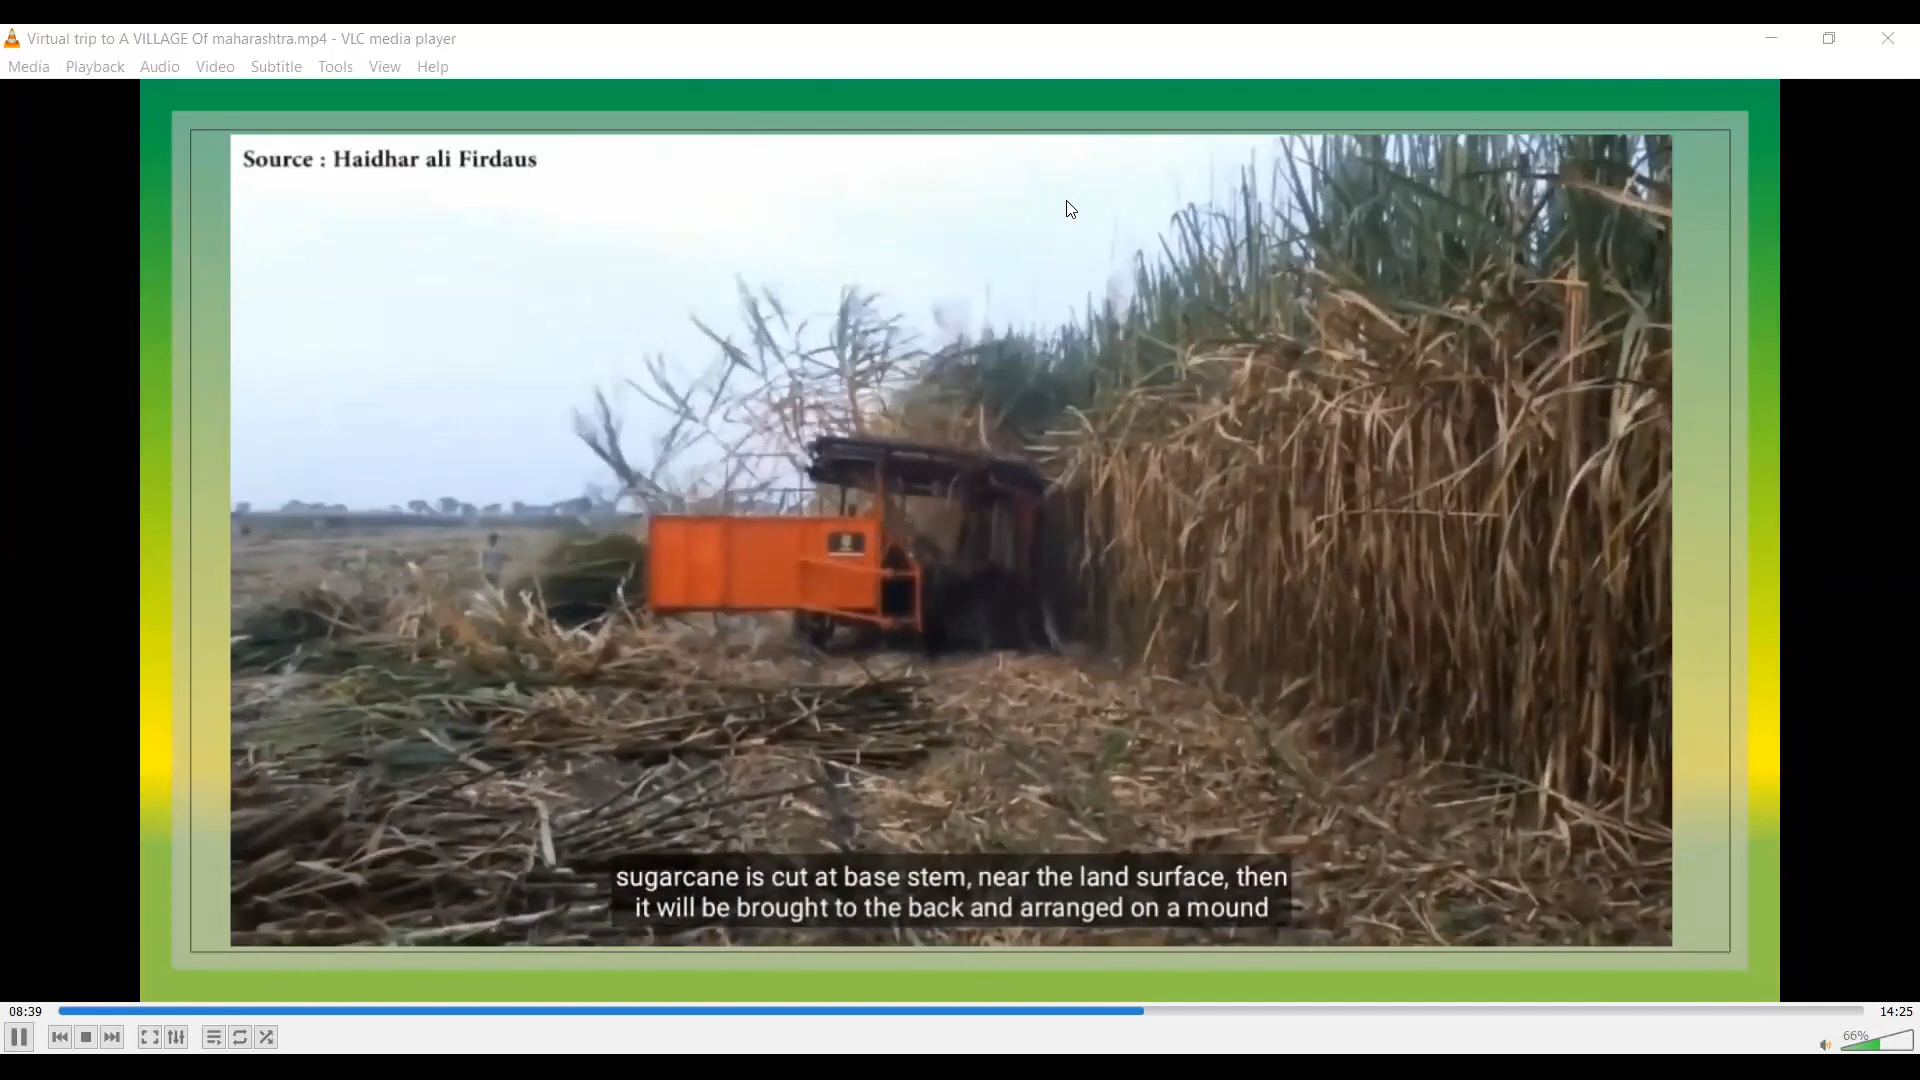 Virtual trip to A VILLAGE Of maharashtra.mp4 - VLC media player
Media Playback Audio Video Subtitle Tools View Help
Source : Haidhar ali Firdaus
sugarcane is cut at base stem, near the land surface, then
it will be brought to the back and arranged on a mound
08:39
14:25
66%